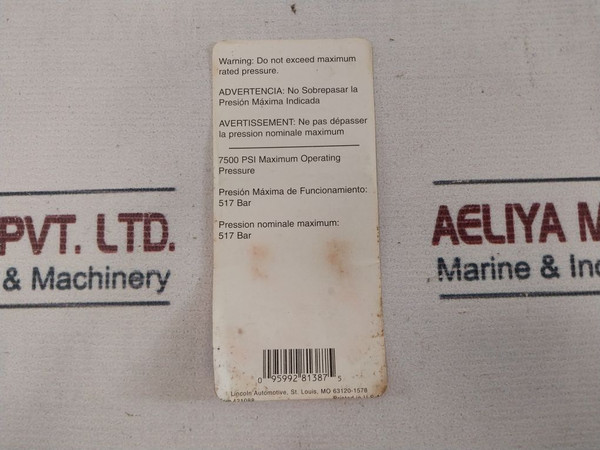 Warning: Do not exceed maximum
rated pressure.
ADVERTENCIA: No Sobrepasar la
Presión Máxima Indicada
AVERTISSEMENT: Ne pas dépasser
la pression nominale maximum
7500 PSI Maximum Operating
Pressure
Presión Máxima de Funcionamiento:
517 Bar
Pression nominale maximum:
517 Bar
0 95992 81387 5
Lincoln Automotive, St. Louis, MO 63120-1578
PVT. LTD.
& Machinery
AELIYA M
Marine & Ind